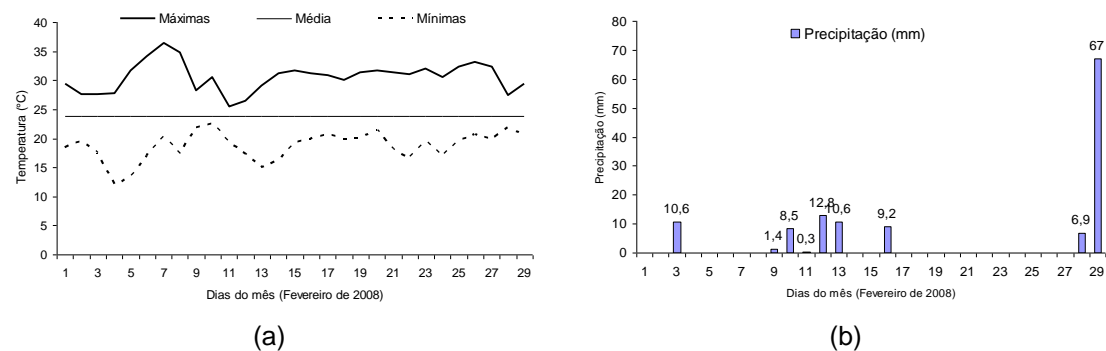 Máximas Média Mínimas
40
35
30
25
20
15
10
5
0
Temperatura (°C)
1 3 5 7 9 11 13 15 17 19 21 23 25 27 29
Dias do mês (Fevereiro de 2008)
(a)
Precipitação (mm)
80
70
60
50
40
30
20
10
0
Precipitação (mm)
10,6 1,4 8,5 0,3 12,8 10,6 9,2 6,9 67
1 3 5 7 9 11 13 15 17 19 21 23 25 27 29
Dias do mês (Fevereiro de 2008)
(b)